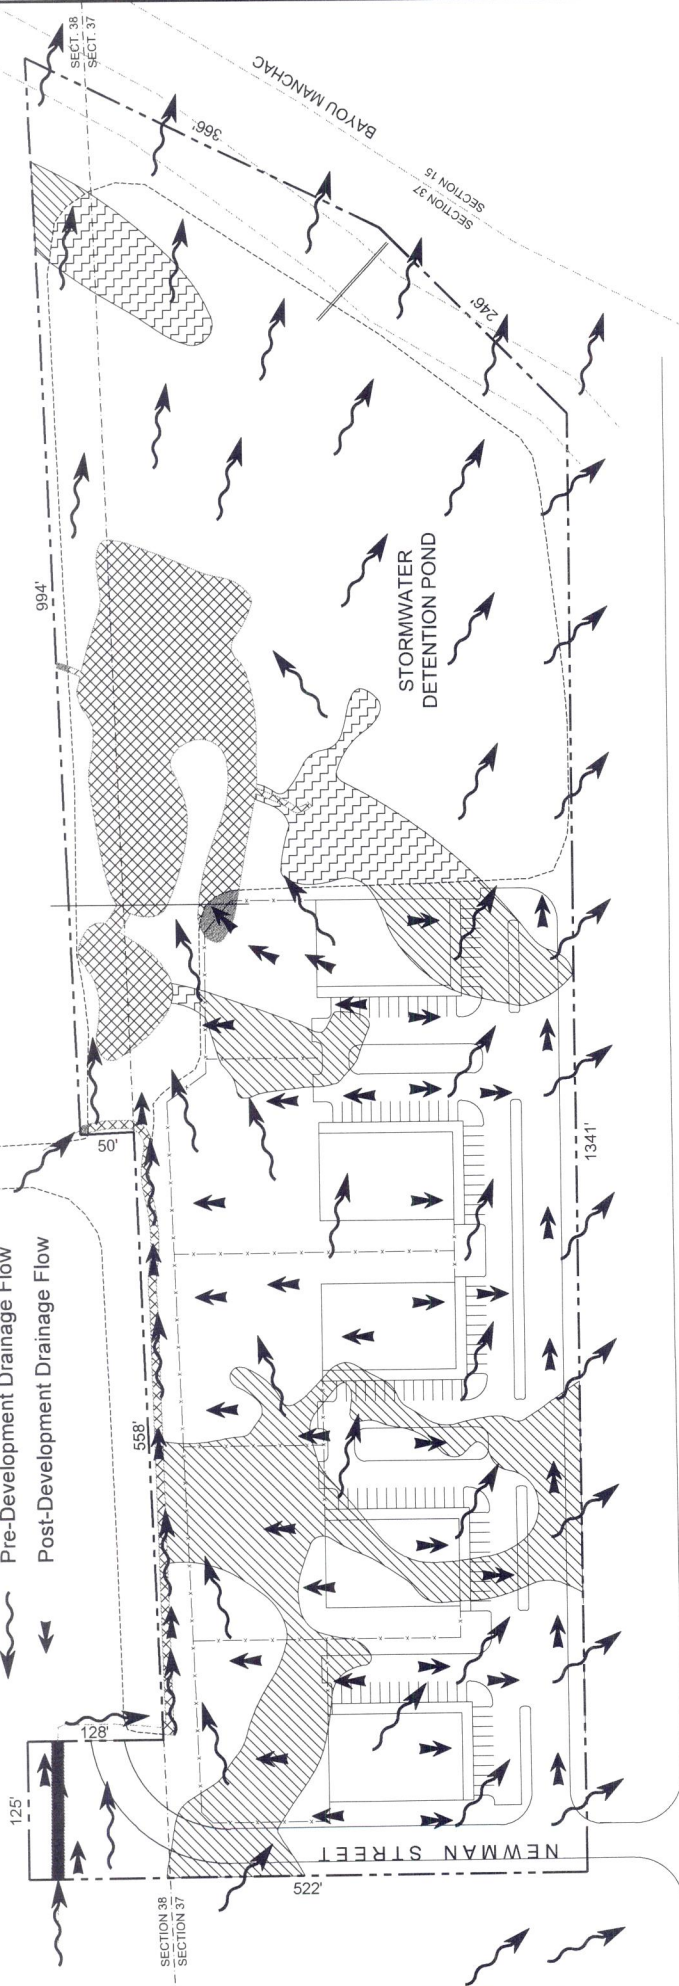 SECT. 38
SECT. 37
BAYOU MANCHAC
366'
SECTION 15
SECTION 37
246'
994'
STORMWATER
DETENTION POND
Pre-Development Drainage Flow
Post-Development Drainage Flow
50'
1341'
558'
128'
125'
NEWMAN STREET
522'
SECTION 38
SECTION 37